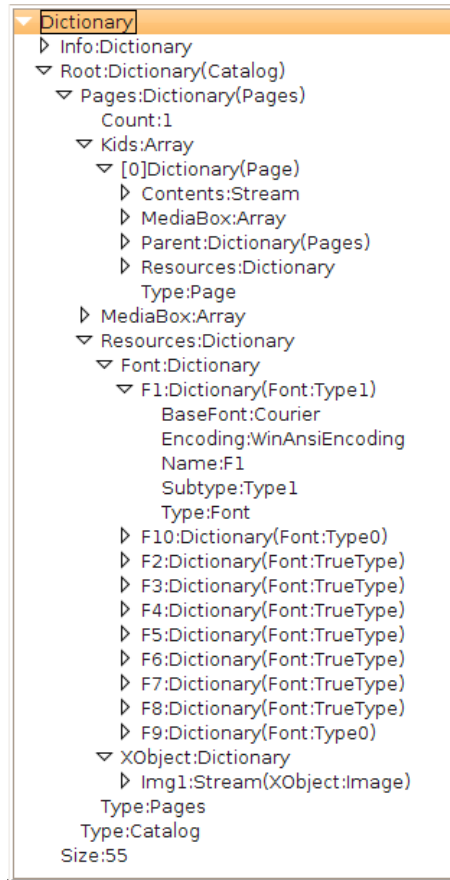 Dictionary
Info:Dictionary
Root:Dictionary(Catalog)
Pages:Dictionary(Pages)
Count:1
Kids:Array
[0]Dictionary(Page)
Contents:Stream
MediaBox:Array
Parent:Dictionary(Pages)
Resources:Dictionary
Type:Page
MediaBox:Array
Resources:Dictionary
Font:Dictionary
F1:Dictionary(Font:Type1)
BaseFont:Courier
Encoding:WinAnsiEncoding
Name:F1
Subtype:Type1
Type:Font
F10:Dictionary(Font:Type0)
F2:Dictionary(Font:TrueType)
F3:Dictionary(Font:TrueType)
F4:Dictionary(Font:TrueType)
F5:Dictionary(Font:TrueType)
F6:Dictionary(Font:TrueType)
F7:Dictionary(Font:TrueType)
F8:Dictionary(Font:TrueType)
F9:Dictionary(Font:Type0)
XObject:Dictionary
Img1:Stream(XObject:Image)
Type:Pages
Type:Catalog
Size:55